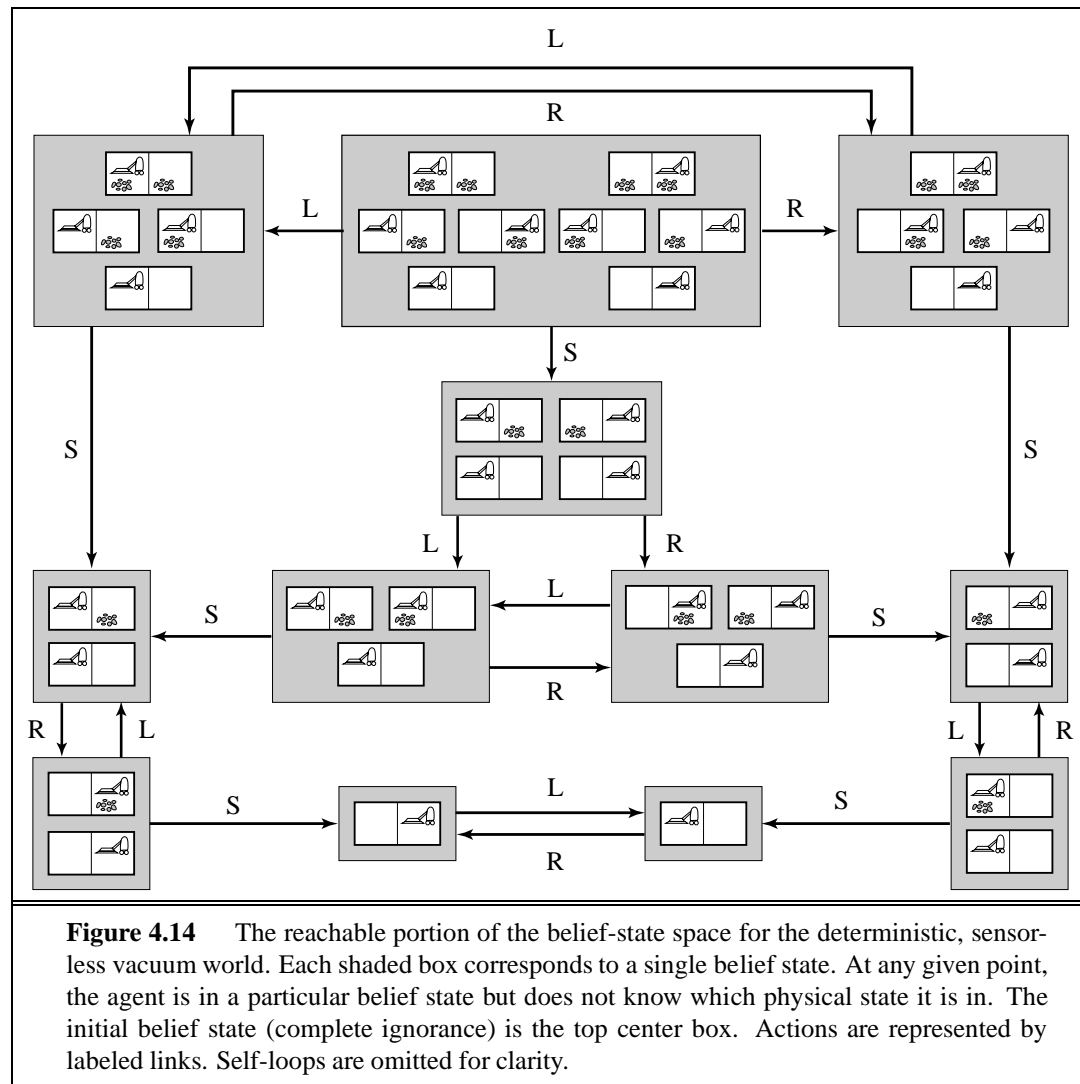 L
R
L
R
S
S
S
L
R
L
S
S
R
R
L
L
R
S
L
S
R
Figure 4.14 The reachable portion of the belief-state space for the deterministic, sensor-
less vacuum world. Each shaded box corresponds to a single belief state. At any given point,
the agent is in a particular belief state but does not know which physical state it is in. The
initial belief state (complete ignorance) is the top center box. Actions are represented by
labeled links. Self-loops are omitted for clarity.